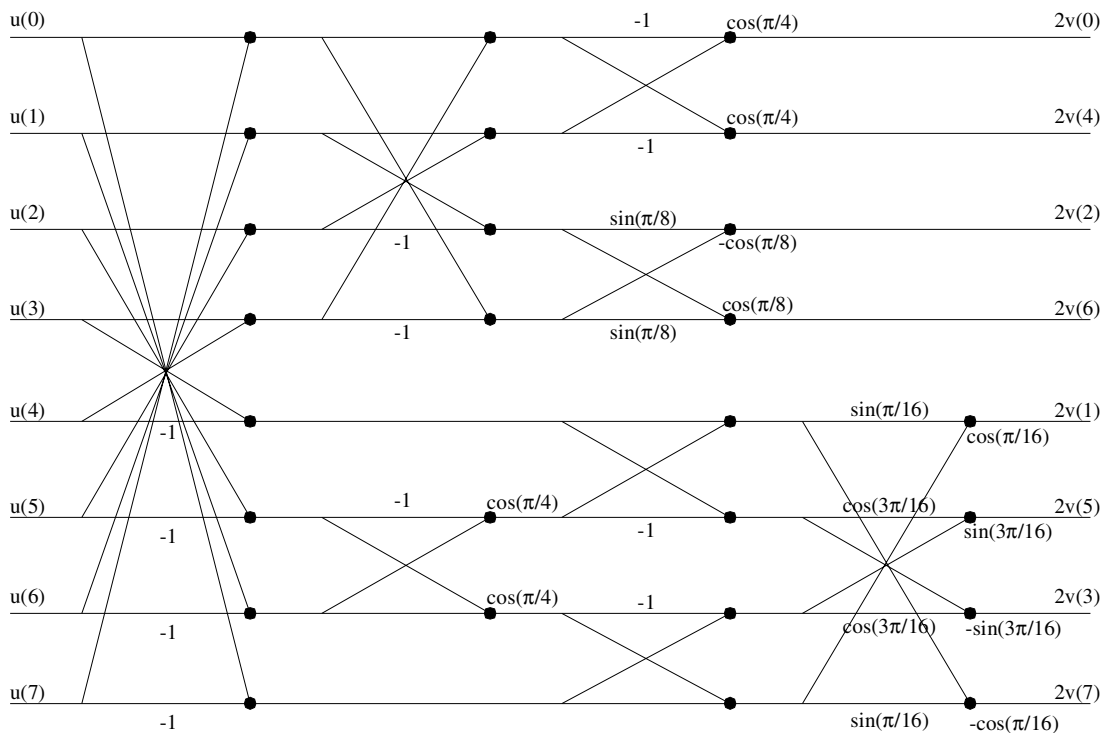 u(0) -1 cos(π/4) 2v(0)
u(1) cos(π/4) 2v(4)
-1
u(2) sin(π/8) 2v(2)
-1 -cos(π/8)
u(3) cos(π/8) 2v(6)
-1 sin(π/8)
u(4) sin(π/16) 2v(1)
-1 cos(π/16)
u(5) -1 cos(π/4) cos(3π/16) 2v(5)
-1 -1 sin(3π/16)
u(6) cos(π/4) -1 2v(3)
-1 cos(3π/16) -sin(3π/16)
u(7) 2v(7)
-1 sin(π/16) -cos(π/16)